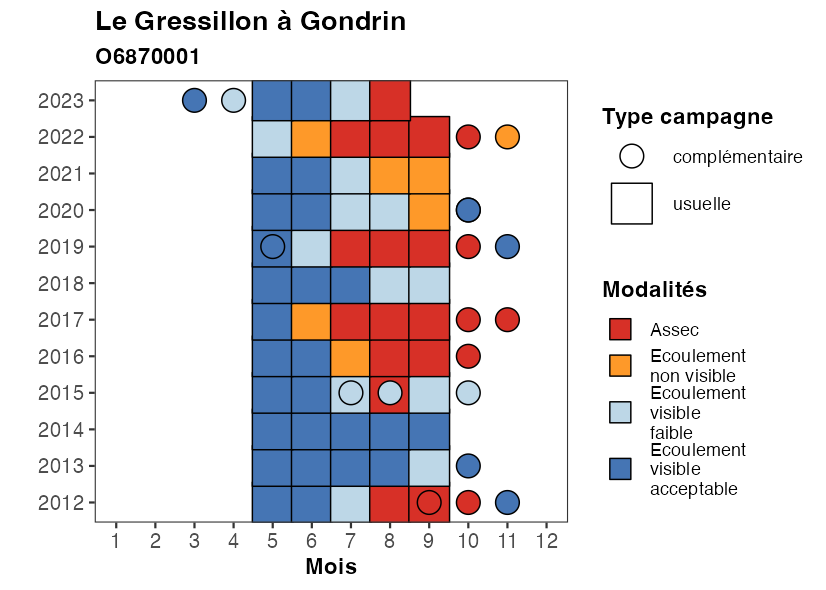 Le Gressillon à Gondrin
O6870001
2023
2022
2021
2020
2019
2018
2017
2016
2015
2014
2013
2012
1 2 3 4 5 6 7 8 9 10 11 12
Mois
Type campagne
complémentaire
usuelle
Modalités
Assec
Ecoulement
non visible
Ecoulement
visible
faible
Ecoulement
visible
acceptable